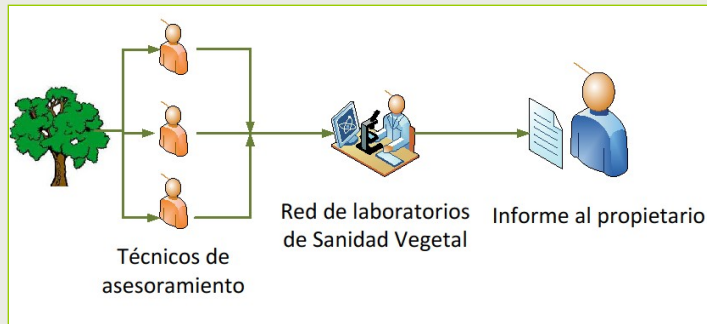 Técnicos de
asesoramiento
Red de laboratorios
de Sanidad Vegetal
Informe al propietario